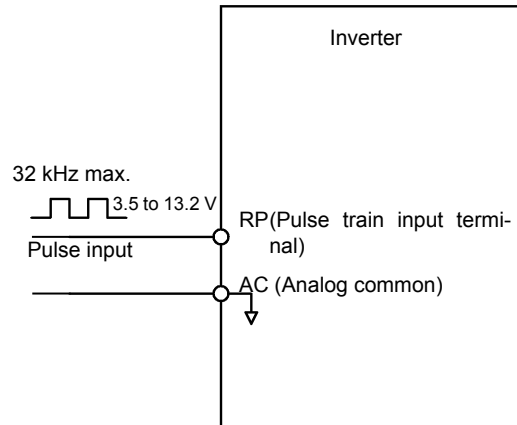 Inverter
32 kHz max.
3.5 to 13.2 V
RP(Pulse train input termi-
nal)
Pulse input
AC (Analog common)